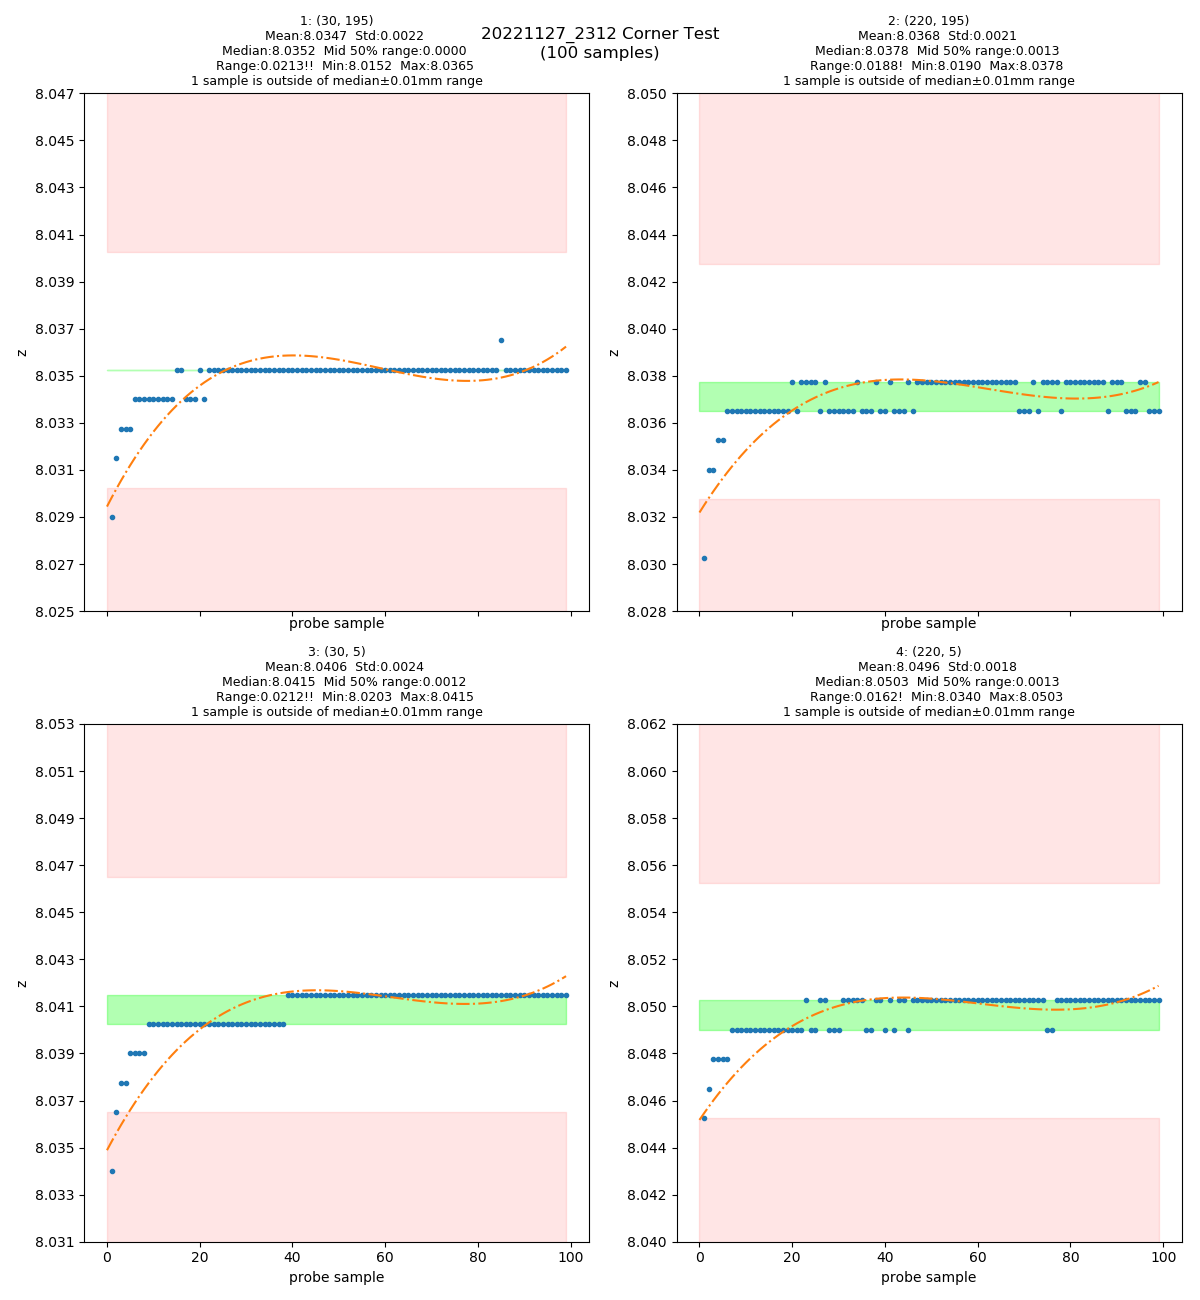 20221127_2312 Corner Test
(100 samples)
1: (30, 195)
Mean:8.0347 Std:0.0022
Median:8.0352 Mid 50% range:0.0000
Range:0.0213!! Min:8.0152 Max:8.0365
1 sample is outside of median±0.01mm range
8.047
8.045
8.043
8.041
8.039
8.037
8.035
8.033
8.031
8.029
8.027
8.025
z
probe sample
2: (220, 195)
Mean:8.0368 Std:0.0021
Median:8.0378 Mid 50% range:0.0013
Range:0.0188! Min:8.0190 Max:8.0378
1 sample is outside of median±0.01mm range
8.050
8.048
8.046
8.044
8.042
8.040
8.038
8.036
8.034
8.032
8.030
8.028
z
probe sample
3: (30, 5)
Mean:8.0406 Std:0.0024
Median:8.0415 Mid 50% range:0.0012
Range:0.0212!! Min:8.0203 Max:8.0415
1 sample is outside of median±0.01mm range
8.053
8.051
8.049
8.047
8.045
8.043
8.041
8.039
8.037
8.035
8.033
8.031
z
0 20 40 60 80 100
probe sample
4: (220, 5)
Mean:8.0496 Std:0.0018
Median:8.0503 Mid 50% range:0.0013
Range:0.0162! Min:8.0340 Max:8.0503
1 sample is outside of median±0.01mm range
8.062
8.060
8.058
8.056
8.054
8.052
8.050
8.048
8.046
8.044
8.042
8.040
z
0 20 40 60 80 100
probe sample